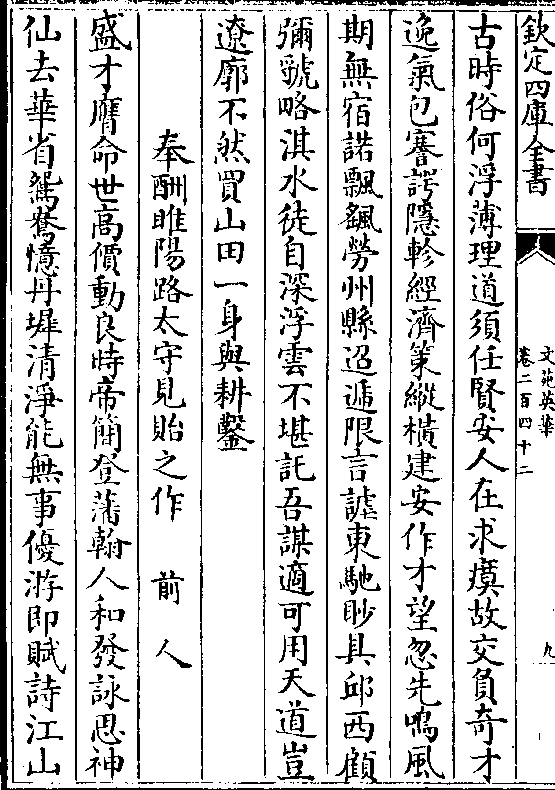 欽定四庫全書
文苑英華
卷二百四十二
九
古時俗何浮薄理道須任賢安人在求瘼故交負奇才
逸氣包謇諤隱軫經濟策縱橫建安作才望忽先鳴風
期無宿諾飄颻勞州縣迢遞限言謔東馳眇具邱西顧
彌虢略淇水徒自深浮雲不堪託吾謀適可用天道豈
遼廓不然買山田一身與耕鑿
奉酬睢陽路太守見貽之作　前人
盛才膺命世高價動良時帝簡登藩翰人和發詠思神
仙去華省鴛鷺憶丹墀清淨能無事優游即賦詩江山